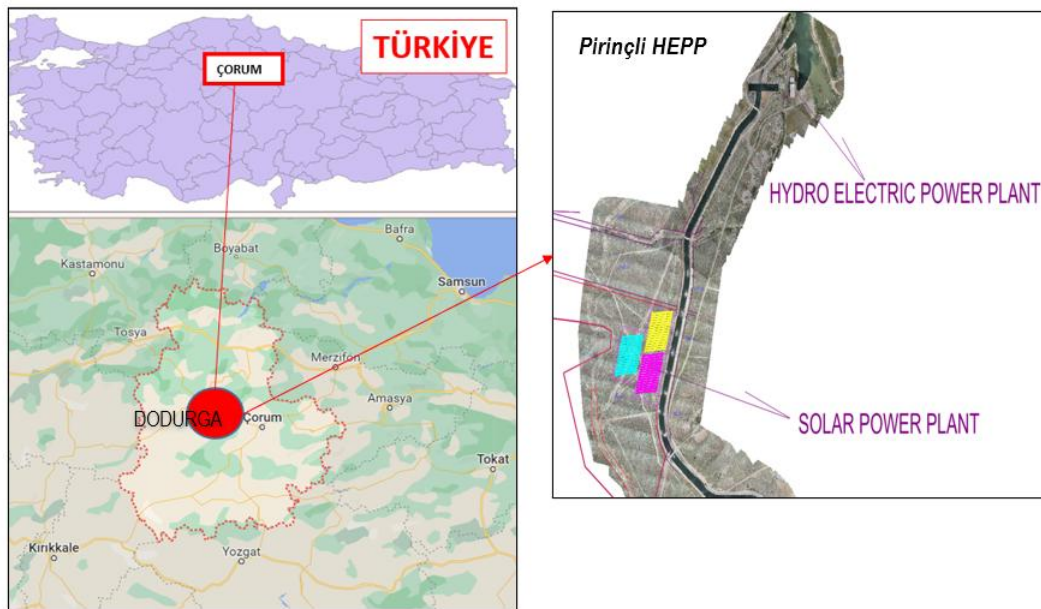 TÜRKİYE
ÇORUM
Bafra
Boyabat
Kastamonu
Samsun
Tosya
Merzifon
DODURGA
Çorum
Amasya
Tokat
Kırıkkale
Yozgat
Pirinçli HEPP
HYDRO ELECTRIC POWER PLANT
SOLAR POWER PLANT